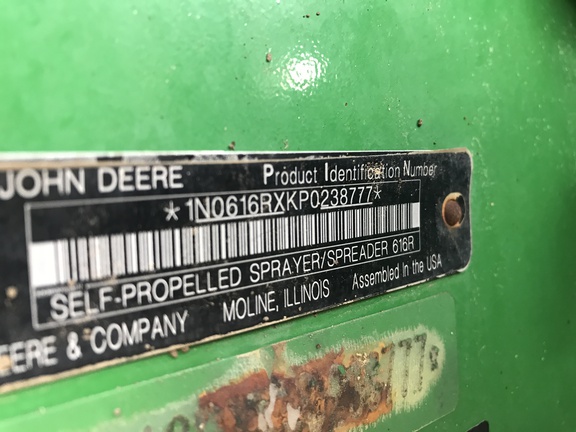 JOHN DEERE Product Identification Number
*1N0616RXKP0238777*
SELF-PROPELLED SPRAYER/SPREADER 616R
EERE & COMPANY MOLINE, ILLINOIS Assembled in the USA